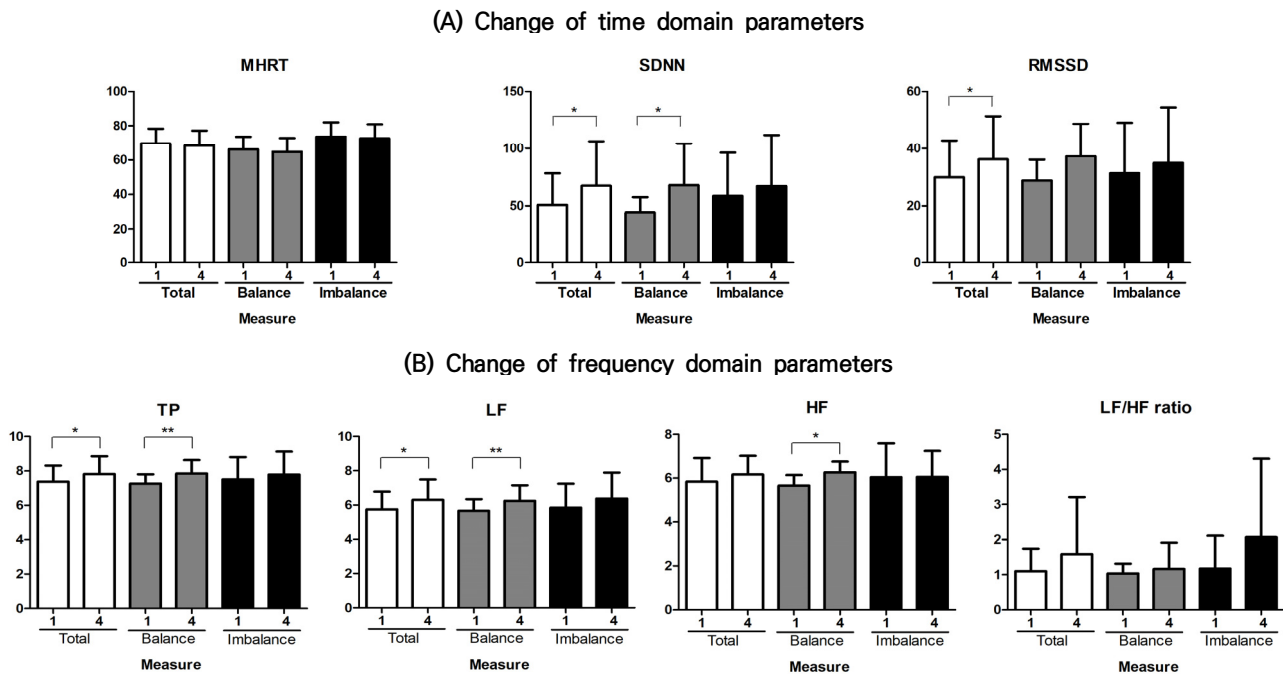 (A) Change of time domain parameters
MHRT
100
80
60
40
20
0
1 4 1 4 1 4
Total Balance Imbalance
Measure
SDNN
150
100
50
0
* *
1 4 1 4 1 4
Total Balance Imbalance
Measure
RMSSD
60
40
20
0
*
1 4 1 4 1 4
Total Balance Imbalance
Measure
(B) Change of frequency domain parameters
TP
10
8
6
4
2
0
* **
1 4 1 4 1 4
Total Balance Imbalance
Measure
LF
10
8
6
4
2
0
* **
1 4 1 4 1 4
Total Balance Imbalance
Measure
HF
8
6
4
2
0
*
1 4 1 4 1 4
Total Balance Imbalance
Measure
LF/HF ratio
5
4
3
2
1
0
1 4 1 4 1 4
Total Balance Imbalance
Measure